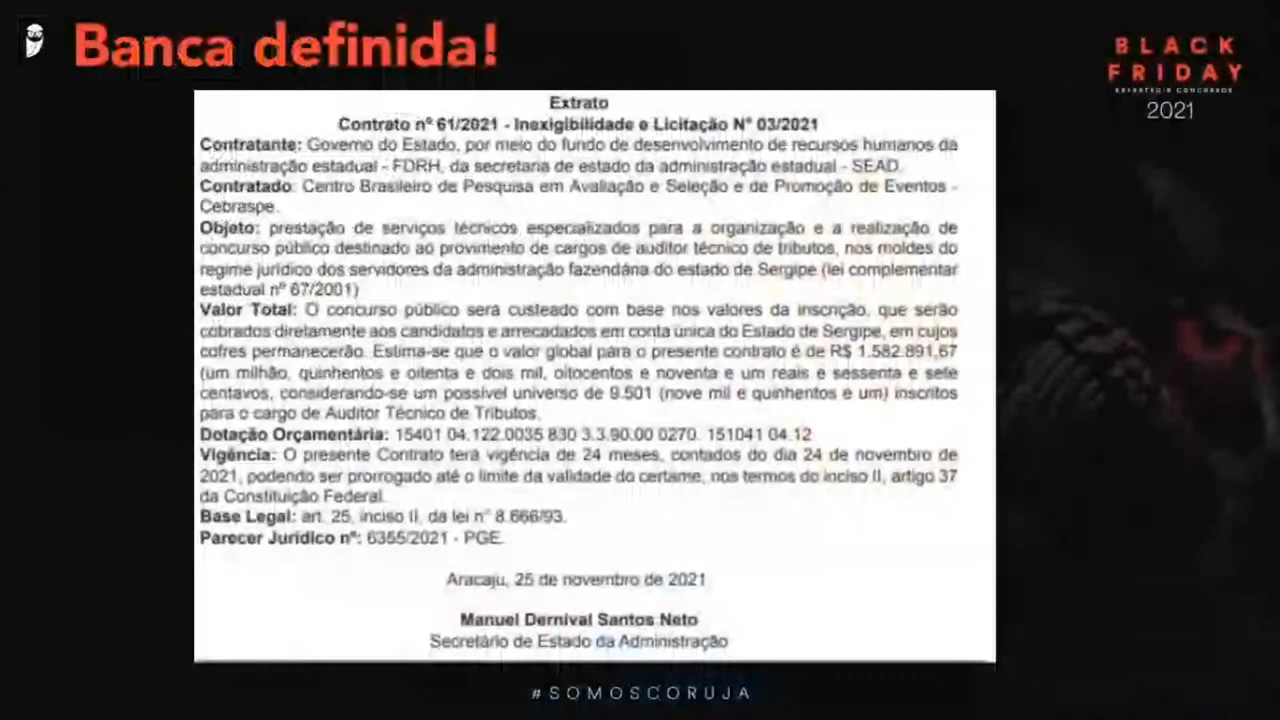 Banca definida!
BLACK
FRIDAY
ESTRATÉGIA CONCURSOS
2021
Extrato
Contrato nº 61/2021 - Inexigibilidade e Licitação N° 03/2021
Contratante: Governo do Estado, por meio do fundo de desenvolvimento de recursos humanos da
administração estadual - FDRH, da secretaria de estado da administração estadual - SEAD.
Contratado: Centro Brasileiro de Pesquisa em Avaliação e Seleção e de Promoção de Eventos -
Cebraspe.
Objeto: prestação de serviços técnicos especializados para a organização e a realização de
concurso público destinado ao provimento de cargos de auditor técnico de tributos, nos moldes do
regime jurídico dos servidores da administração fazendária do estado de Sergipe (lei complementar
estadual nº 67/2001)
Valor Total: O concurso público será custeado com base nos valores da inscrição, que serão
cobrados diretamente aos candidatos e arrecadados em conta única do Estado de Sergipe, em cujos
cofres permanecerão. Estima-se que o valor global para o presente contrato é de R$ 1.582.891,67
(um milhão, quinhentos e oitenta e dois mil, oitocentos e noventa e um reais e sessenta e sete
centavos, considerando-se um possível universo de 9.501 (nove mil e quinhentos e um) inscritos
para o cargo de Auditor Técnico de Tributos.
Dotação Orçamentária: 15401 04.122.0035 830 3.3.90.00 0270. 151041 04.12
Vigência: O presente Contrato terá vigência de 24 meses, contados do dia 24 de novembro de
2021, podendo ser prorrogado até o limite da validade do certame, nos termos do inciso II, artigo 37
da Constituição Federal.
Base Legal: art. 25, inciso II, da lei n° 8.666/93.
Parecer Jurídico nº: 6355/2021 - PGE.
Aracaju, 25 de novembro de 2021
Manuel Dernival Santos Neto
Secretário de Estado da Administração
#SOMOSCORUJA